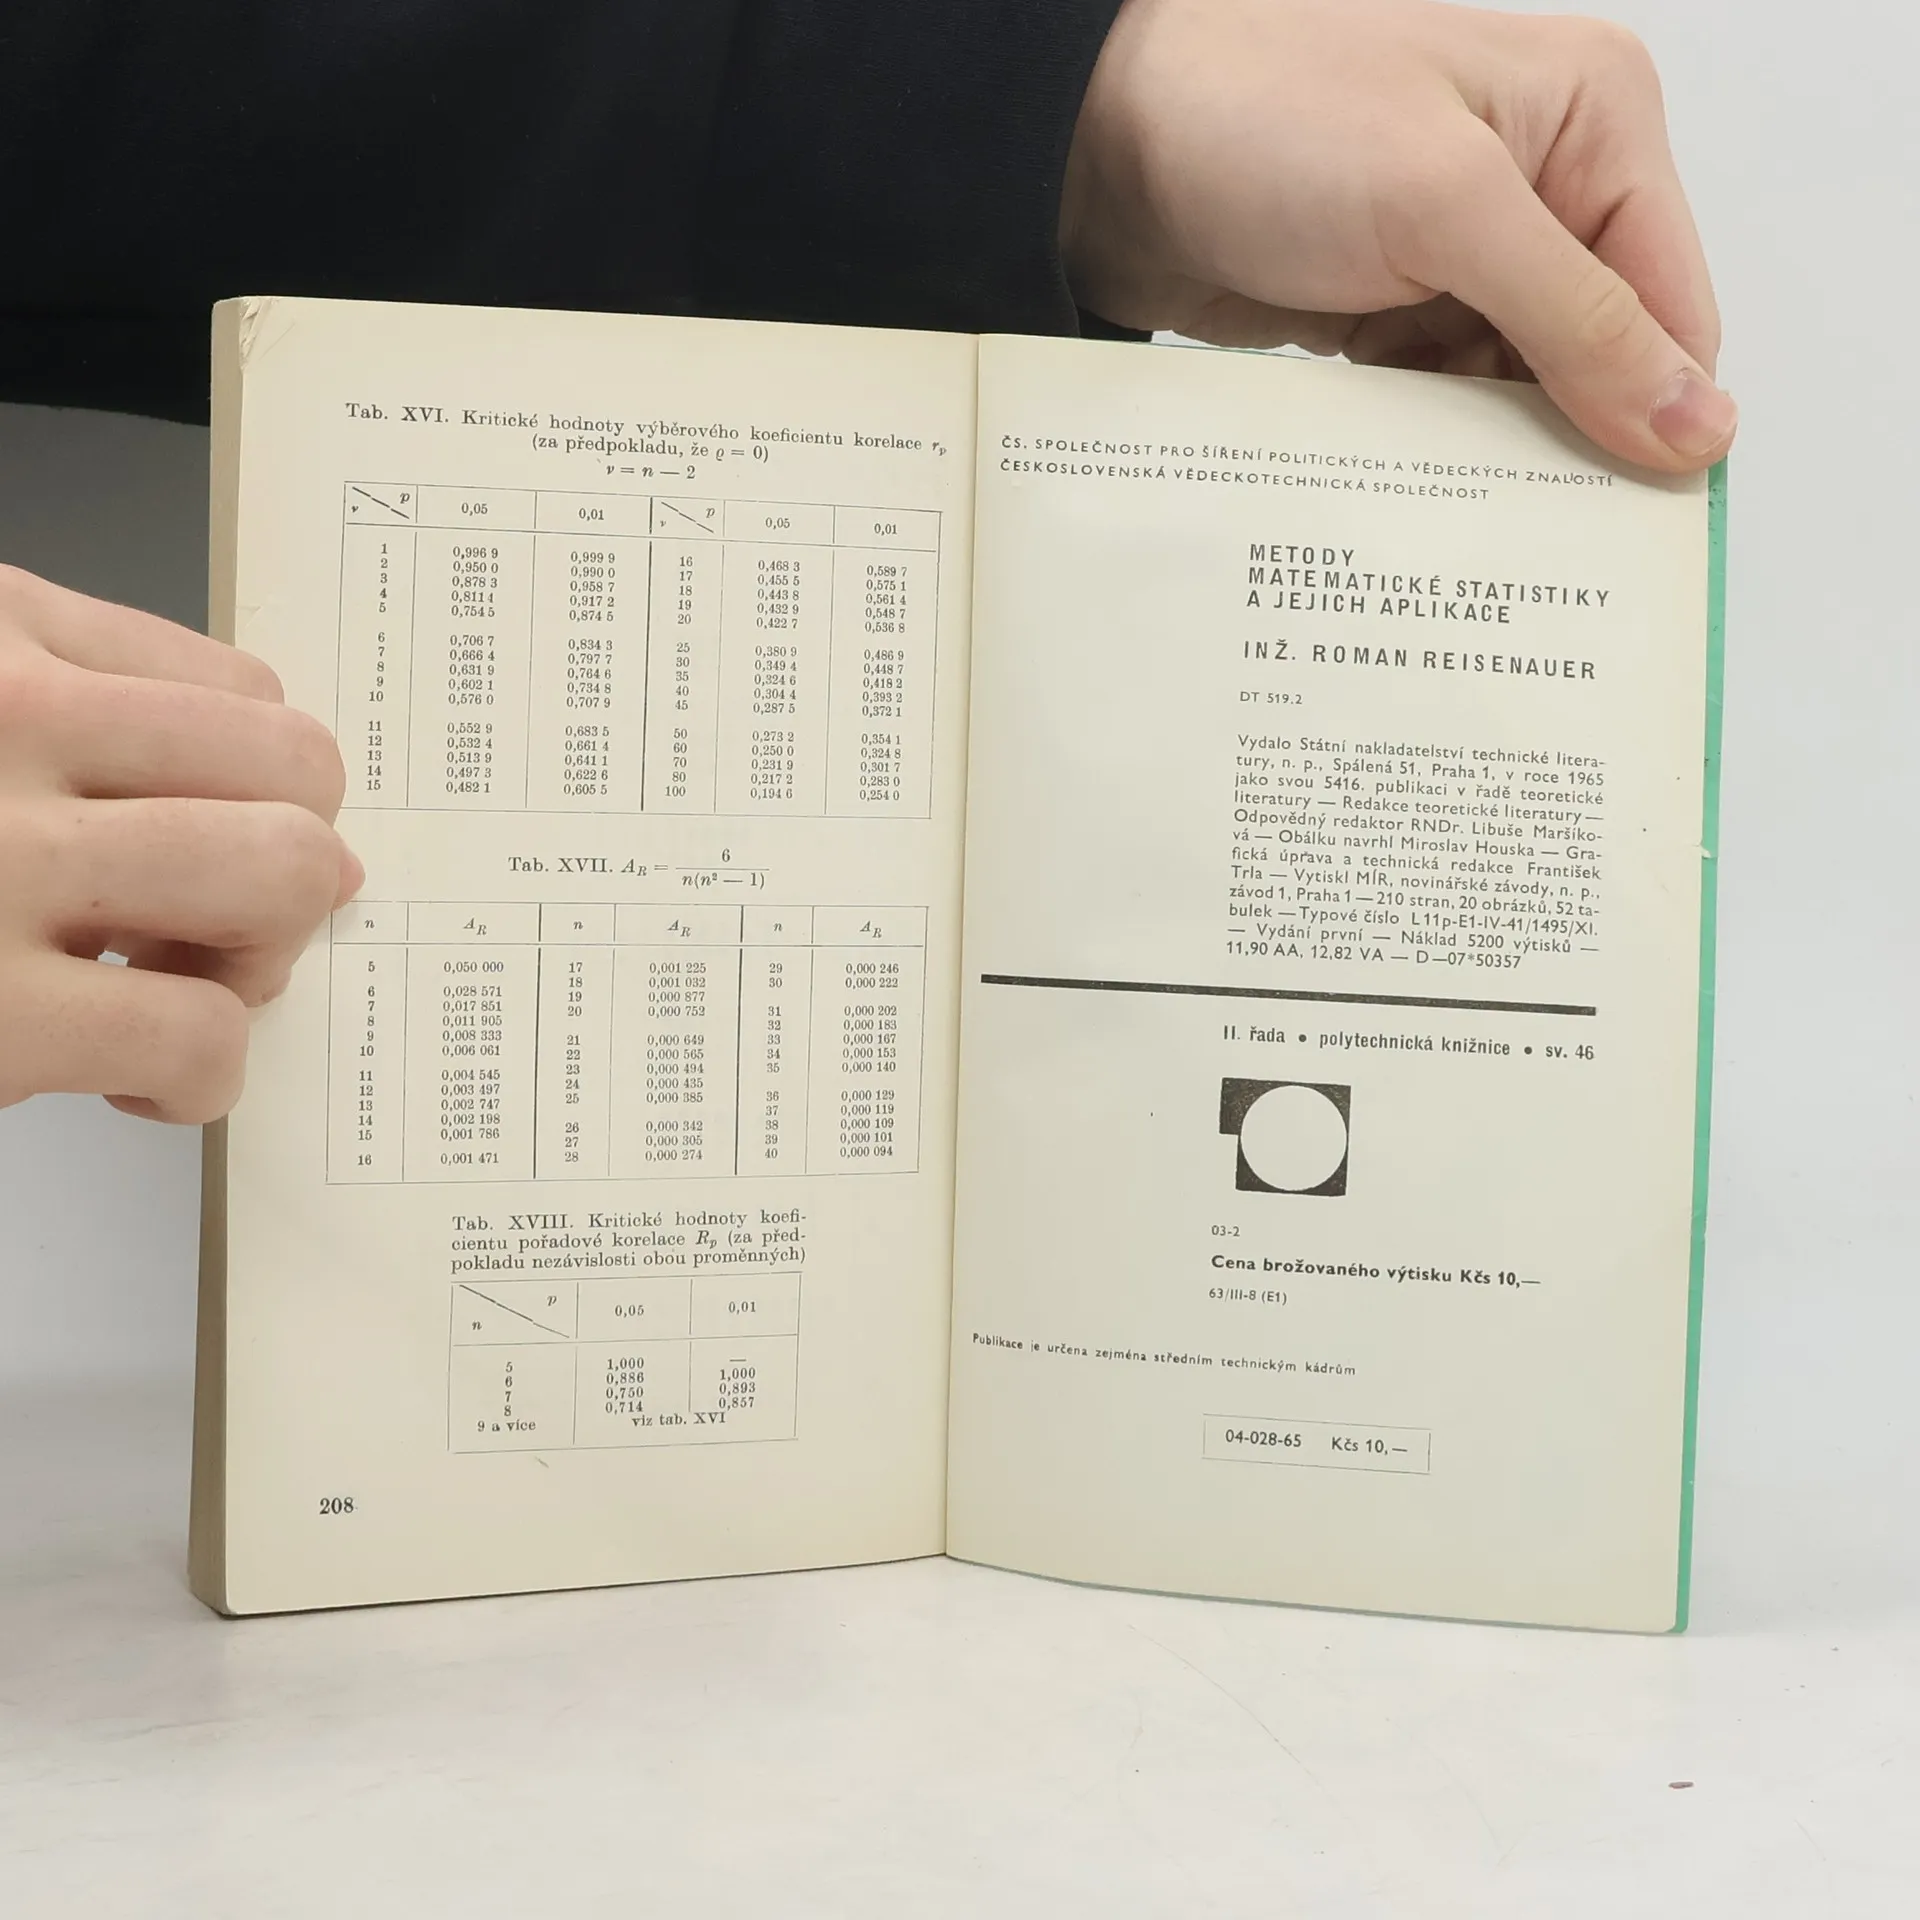 Tab. XVI. Kritické hodnoty výběrového koeficientu korelace rₚ
(za předpokladu, že ϱ = 0)
ν = n — 2
ν p 0,05 0,01 ν p 0,05 0,01
1 0,996 9 0,999 9 16 0,468 3 0,589 7
2 0,950 0 0,990 0 17 0,455 5 0,575 1
3 0,878 3 0,958 7 18 0,443 8 0,561 4
4 0,811 4 0,917 2 19 0,432 9 0,548 7
5 0,754 5 0,874 5 20 0,422 7 0,536 8
6 0,706 7 0,834 3 25 0,380 9 0,486 9
7 0,666 4 0,797 7 30 0,349 4 0,448 7
8 0,631 9 0,764 6 35 0,324 6 0,418 2
9 0,602 1 0,734 8 40 0,304 4 0,393 2
10 0,576 0 0,707 9 45 0,287 5 0,372 1
11 0,552 9 0,683 5 50 0,273 2 0,354 1
12 0,532 4 0,661 4 60 0,250 0 0,324 8
13 0,513 9 0,641 1 70 0,231 9 0,301 7
14 0,497 3 0,622 6 80 0,217 2 0,283 0
15 0,482 1 0,605 5 100 0,194 6 0,254 0
Tab. XVII. A_R = 6 / n(n² — 1)
n A_R n A_R n A_R
5 0,050 000 17 0,001 225 29 0,000 246
6 0,028 571 18 0,001 032 30 0,000 222
7 0,017 851 19 0,000 877 31 0,000 202
8 0,011 905 20 0,000 752 32 0,000 183
9 0,008 333 21 0,000 649 33 0,000 167
10 0,006 061 22 0,000 565 34 0,000 153
11 0,004 545 23 0,000 494 35 0,000 140
12 0,003 497 24 0,000 435 36 0,000 129
13 0,002 747 25 0,000 385 37 0,000 119
14 0,002 198 26 0,000 342 38 0,000 109
15 0,001 786 27 0,000 305 39 0,000 101
16 0,001 471 28 0,000 274 40 0,000 094
Tab. XVIII. Kritické hodnoty koefi-
cientu pořadové korelace Rₚ (za před-
pokladu nezávislosti obou proměnných)
n p 0,05 0,01
5 1,000 —
6 0,886 1,000
7 0,750 0,893
8 0,714 0,857
9 a více viz tab. XVI
208
ČS. SPOLEČNOST PRO ŠÍŘENÍ POLITICKÝCH A VĚDECKÝCH ZNALOSTÍ
ČESKOSLOVENSKÁ VĚDECKOTECHNICKÁ SPOLEČNOST
METODY
MATEMATICKÉ STATISTIKY
A JEJICH APLIKACE
INŽ. ROMAN REISENAUER
DT 519.2
Vydalo Státní nakladatelství technické litera-
tury, n. p., Spálená 51, Praha 1, v roce 1965
jako svou 5416. publikaci v řadě teoretické
literatury — Redakce teoretické literatury —
Odpovědný redaktor RNDr. Libuše Maršíko-
vá — Obálku navrhl Miroslav Houska — Gra-
fická úprava a technická redakce František
Trla — Vytiskl MÍR, novinářské závody, n. p.,
závod 1, Praha 1 — 210 stran, 20 obrázků, 52 ta-
bulek — Typové číslo L11p-E1-IV-41/1495/XI.
— Vydání první — Náklad 5200 výtisků —
11,90 AA, 12,82 VA — D—07*50357
II. řada • polytechnická knižnice • sv. 46
03-2
Cena brožovaného výtisku Kčs 10,—
63/III-8 (E1)
Publikace je určena zejména středním technickým kádrům
04-028-65 Kčs 10,—